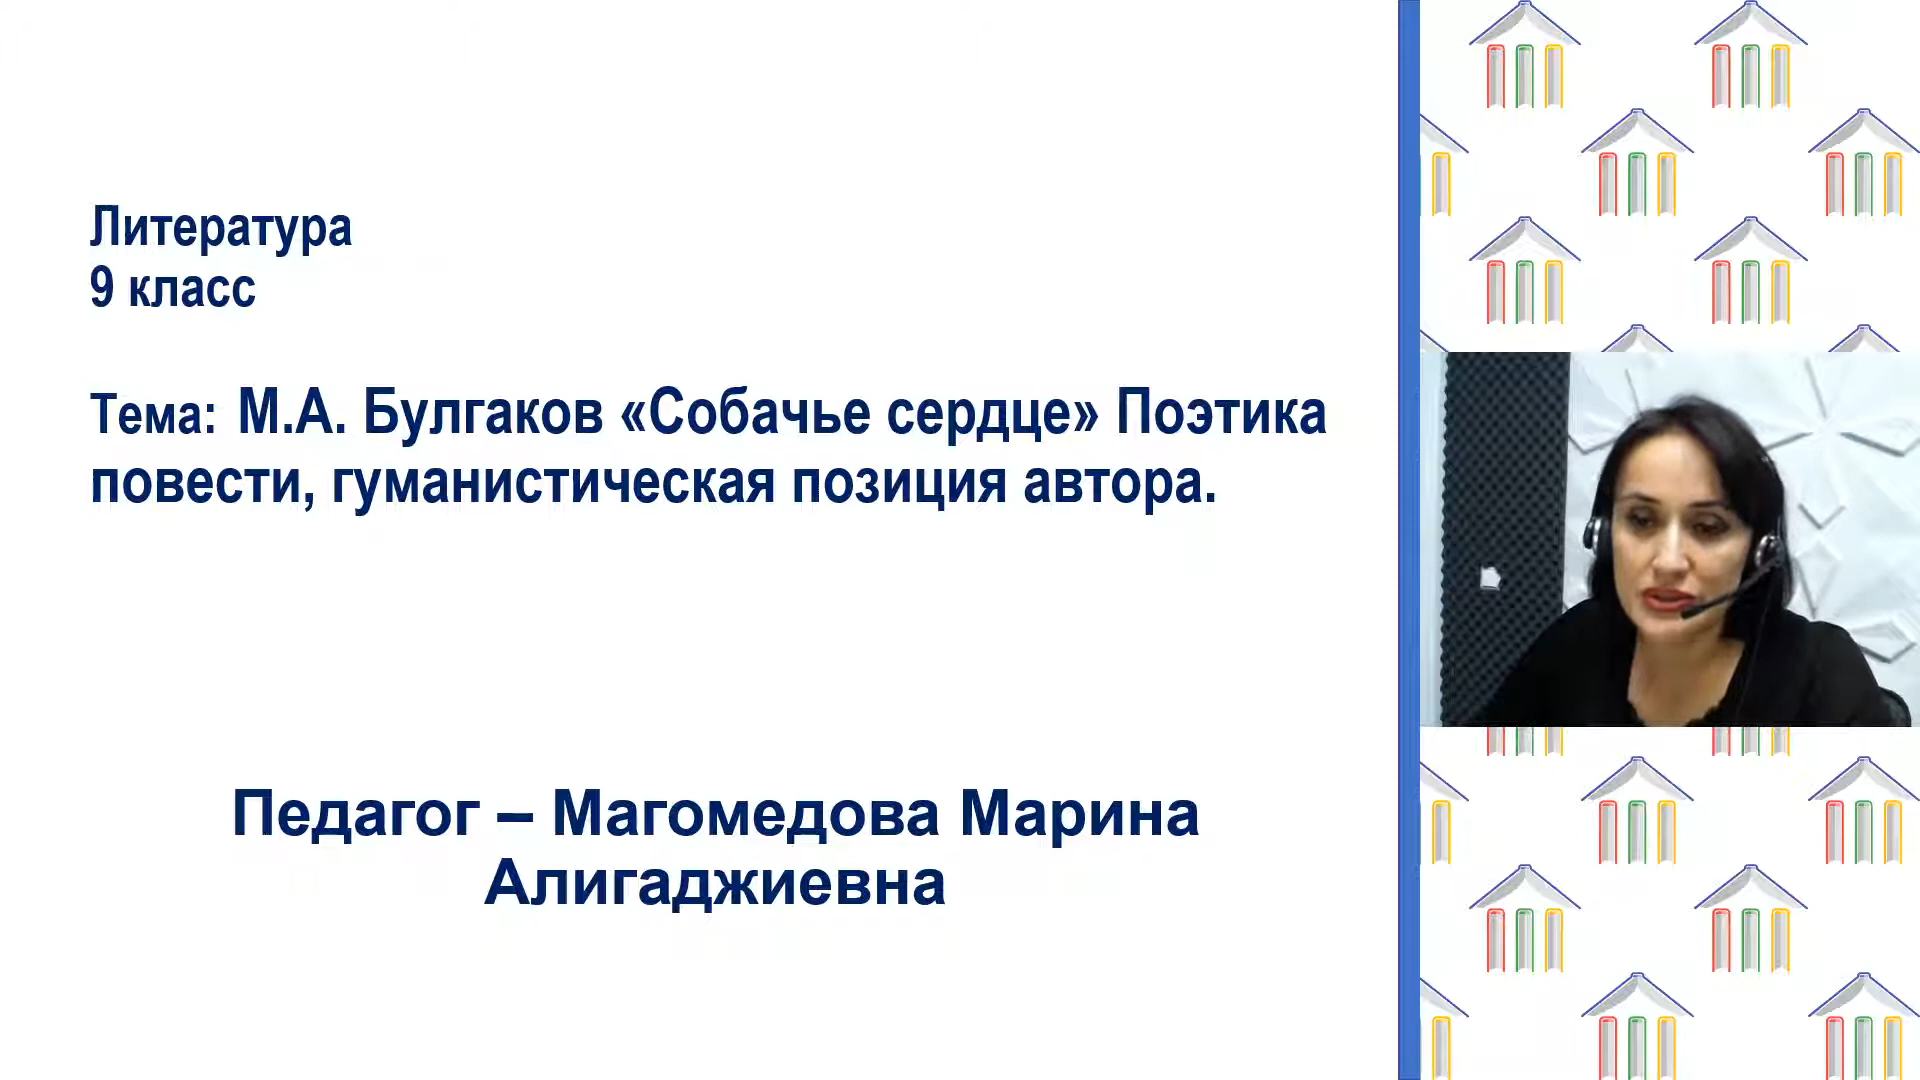 Литература
9 класс
Тема: М.А. Булгаков «Собачье сердце» Поэтика
повести, гуманистическая позиция автора.
Педагог – Магомедова Марина
Алигаджиевна